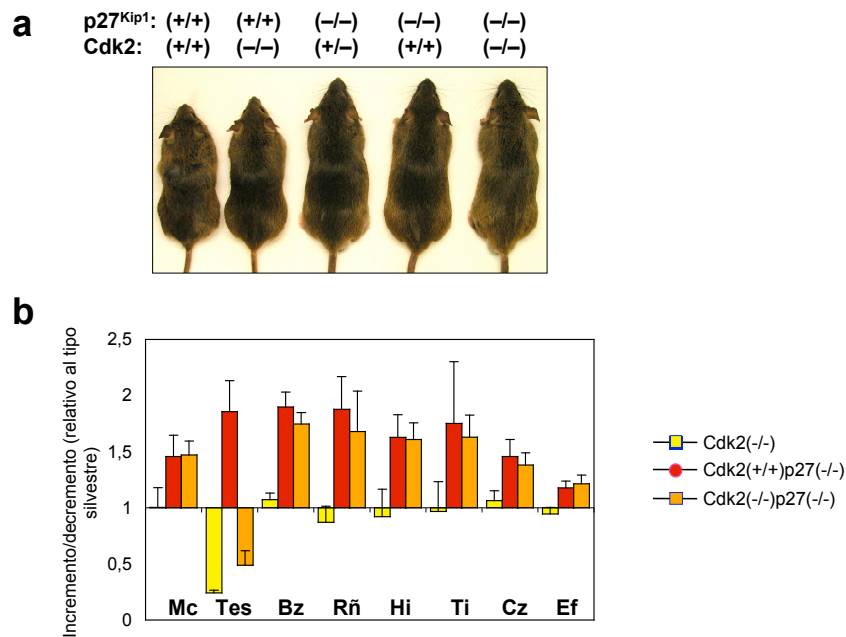 a
p27Kip1: (+/+) (+/+) (–/–) (–/–) (–/–)
Cdk2: (+/+) (–/–) (+/–) (+/+) (–/–)
b
Incremento/decremento (relativo al tipo
silvestre)
2,5
2
1,5
1
0,5
0
Mc Tes Bz Rñ Hi Ti Cz Ef
Cdk2(-/-)
Cdk2(+/+)p27(-/-)
Cdk2(-/-)p27(-/-)